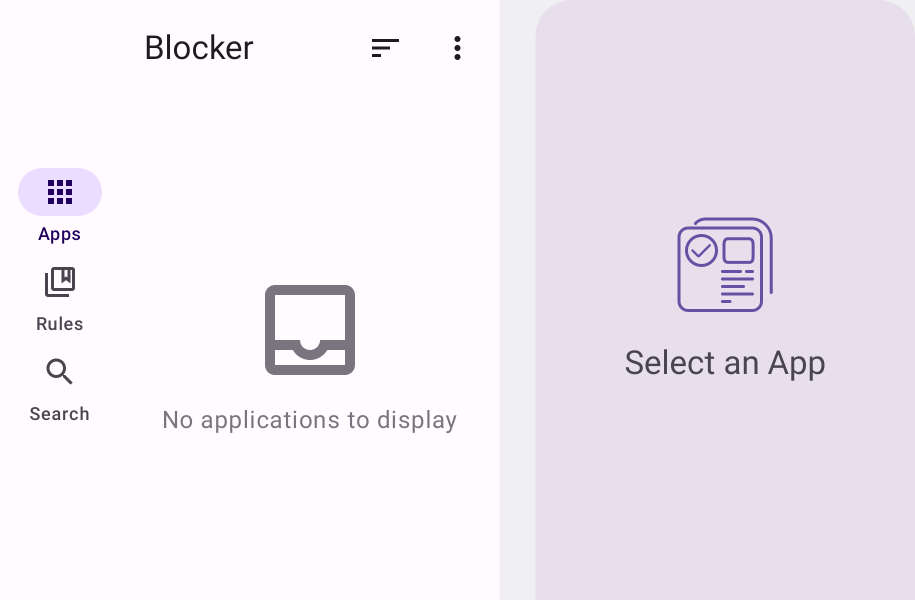 Blocker
Apps
Rules
Search
No applications to display
Select an App